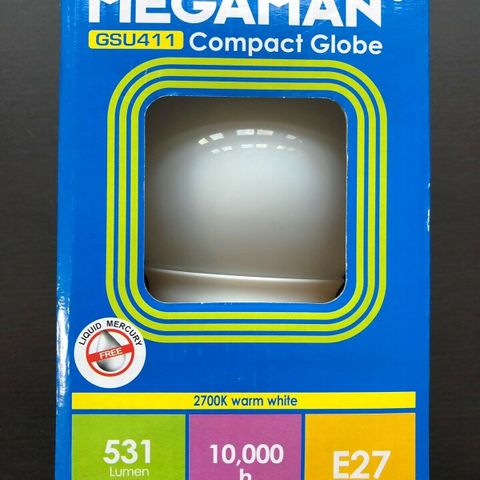 MEGAMAN®
GSU411 Compact Globe
LIQUID MERCURY
FREE
2700K warm white
531
Lumen
10,000
h
E27